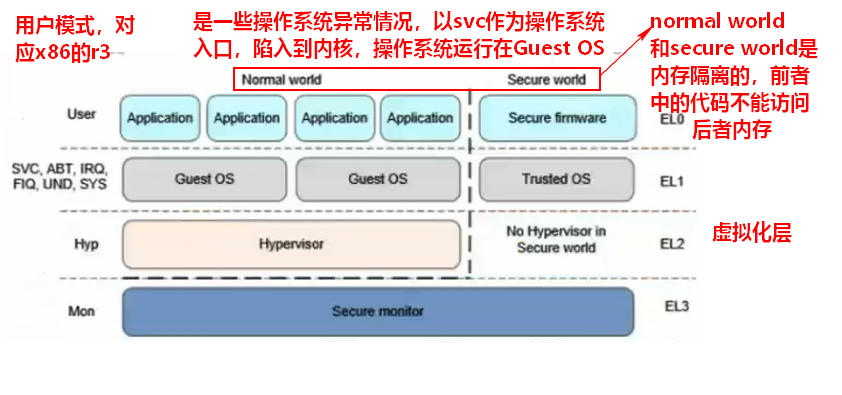 用户模式，对
应x86的r3
是一些操作系统异常情况，以svc作为操作系统
入口，陷入到内核，操作系统运行在Guest OS
normal world
和secure world是
内存隔离的，前者
中的代码不能访问
后者内存
Normal world
Secure world
User
Application
Application
Application
Application
Secure firmware
EL0
SVC, ABT, IRQ,
FIQ, UND, SYS
Guest OS
Guest OS
Trusted OS
EL1
Hyp
Hypervisor
No Hypervisor in
Secure world
EL2
虚拟化层
Mon
Secure monitor
EL3